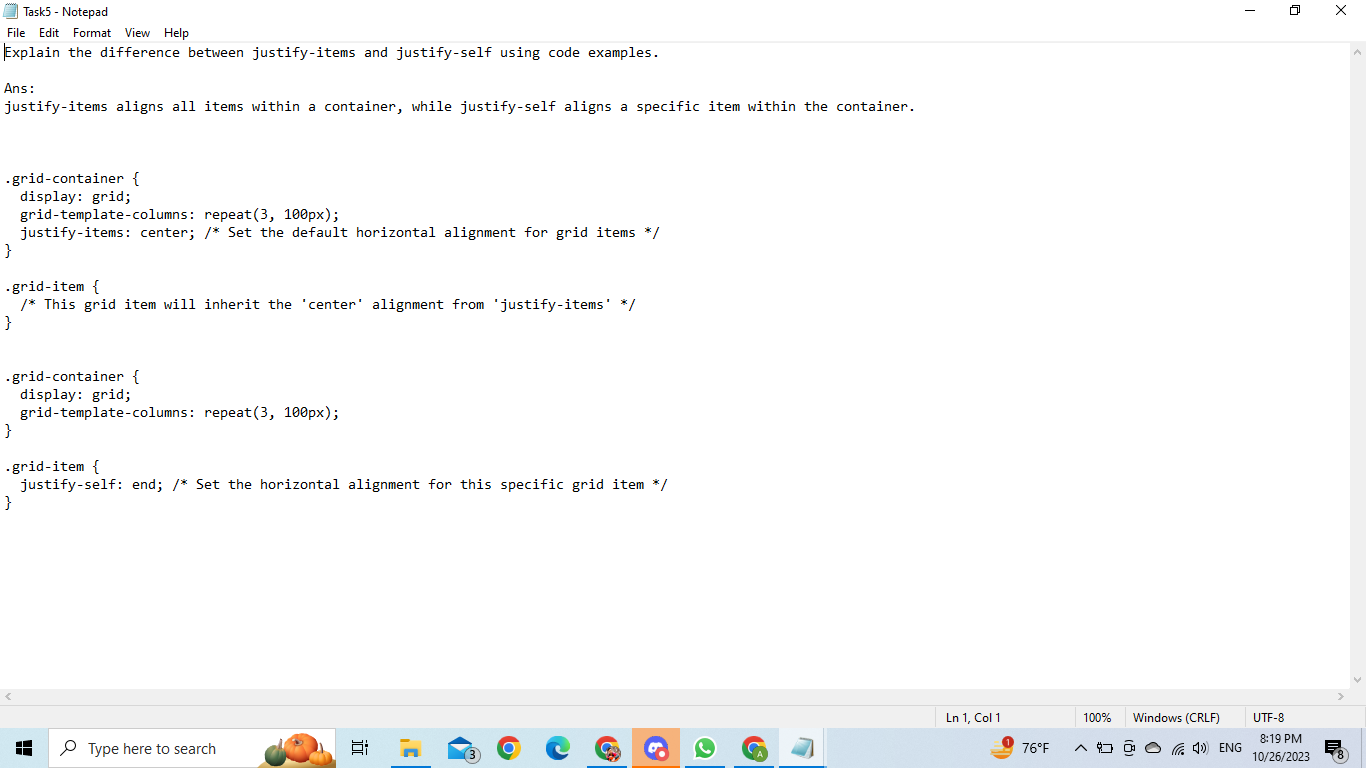 Task5 - Notepad
File Edit Format View Help
Explain the difference between justify-items and justify-self using code examples.
Ans:
justify-items aligns all items within a container, while justify-self aligns a specific item within the container.
.grid-container {
  display: grid;
  grid-template-columns: repeat(3, 100px);
  justify-items: center; /* Set the default horizontal alignment for grid items */
}
.grid-item {
  /* This grid item will inherit the 'center' alignment from 'justify-items' */
}
.grid-container {
  display: grid;
  grid-template-columns: repeat(3, 100px);
}
.grid-item {
  justify-self: end; /* Set the horizontal alignment for this specific grid item */
}
Ln 1, Col 1 100% Windows (CRLF) UTF-8
Type here to search 3 A 1 76°F ENG 8:19 PM
10/26/2023 8